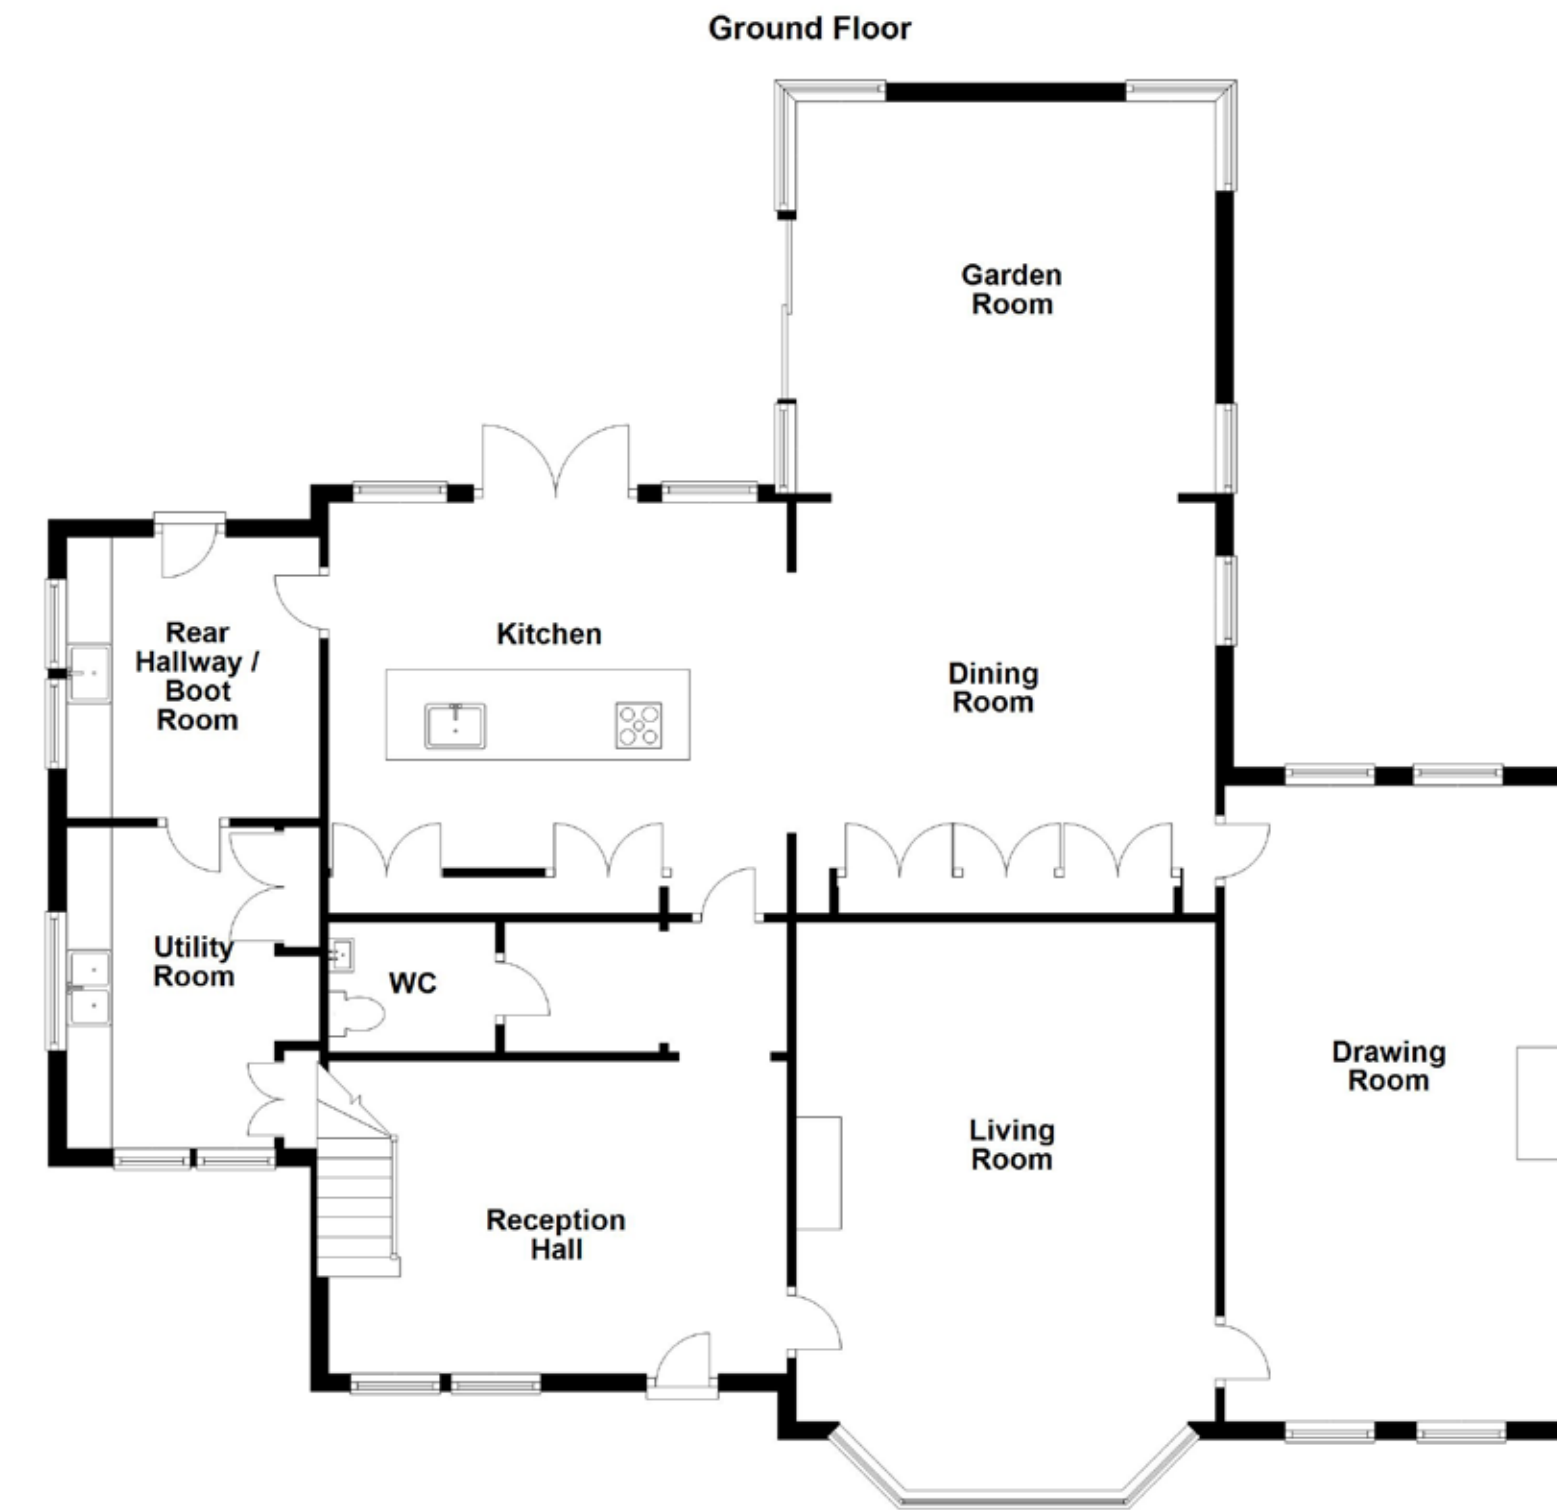 Ground Floor
Garden
Room
Kitchen
Rear
Hallway /
Boot
Room
Dining
Room
Utility
Room
WC
Drawing
Room
Living
Room
Reception
Hall